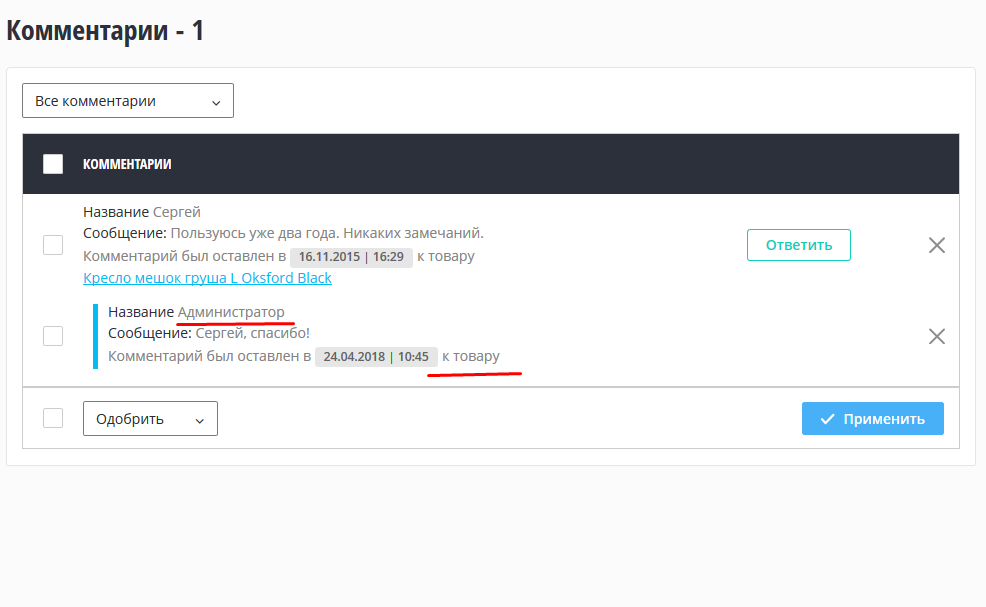 Комментарии - 1
Все комментарии
КОММЕНТАРИИ
Название Сергей
Сообщение: Пользуюсь уже два года. Никаких замечаний.
Комментарий был оставлен в 16.11.2015 | 16:29 к товару
Кресло мешок груша L Oksford Black
Ответить
Название Администратор
Сообщение: Сергей, спасибо!
Комментарий был оставлен в 24.04.2018 | 10:45 к товару
Одобрить
Применить